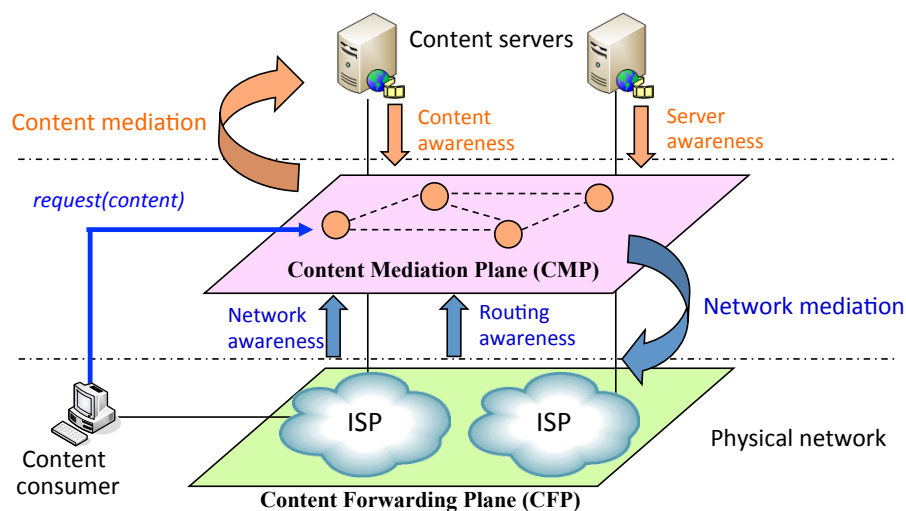 Content servers
Content mediation
Content
awareness
Server
awareness
request(content)
Content Mediation Plane (CMP)
Network
awareness
Routing
awareness
Network mediation
ISP
ISP
Physical network
Content
consumer
Content Forwarding Plane (CFP)